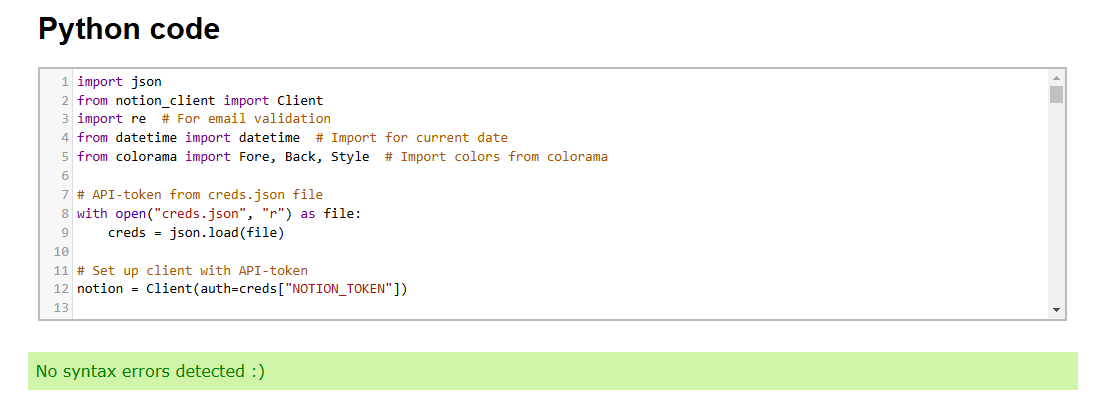 Python code
1 import json
2 from notion_client import Client
3 import re  # For email validation
4 from datetime import datetime  # Import for current date
5 from colorama import Fore, Back, Style  # Import colors from colorama
6
7 # API-token from creds.json file
8 with open("creds.json", "r") as file:
9     creds = json.load(file)
10
11 # Set up client with API-token
12 notion = Client(auth=creds["NOTION_TOKEN"])
13
No syntax errors detected :)